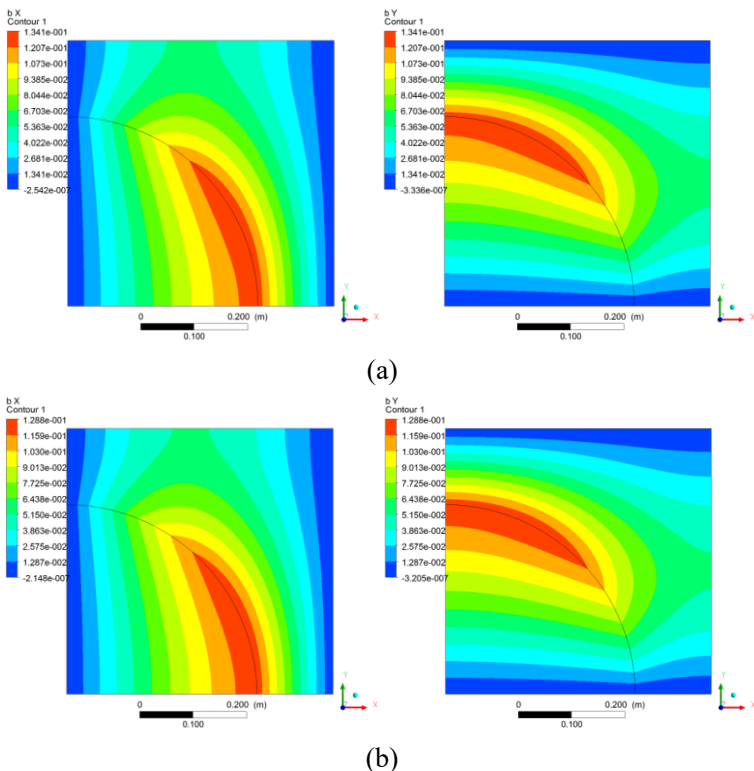 b X
Contour 1
1.341e-001
1.207e-001
1.073e-001
9.385e-002
8.044e-002
6.703e-002
5.363e-002
4.022e-002
2.681e-002
1.341e-002
-2.542e-007
0 0.200 (m)
0.100
Y
Z
X
b Y
Contour 1
1.341e-001
1.207e-001
1.073e-001
9.385e-002
8.044e-002
6.703e-002
5.363e-002
4.022e-002
2.681e-002
1.341e-002
-3.336e-007
0 0.200 (m)
0.100
Y
Z
X
(a)
b X
Contour 1
1.288e-001
1.159e-001
1.030e-001
9.013e-002
7.725e-002
6.438e-002
5.150e-002
3.863e-002
2.575e-002
1.287e-002
-2.148e-007
0 0.200 (m)
0.100
Y
Z
X
b Y
Contour 1
1.288e-001
1.159e-001
1.030e-001
9.013e-002
7.725e-002
6.438e-002
5.150e-002
3.863e-002
2.575e-002
1.287e-002
-3.205e-007
0 0.200 (m)
0.100
Y
Z
X
(b)